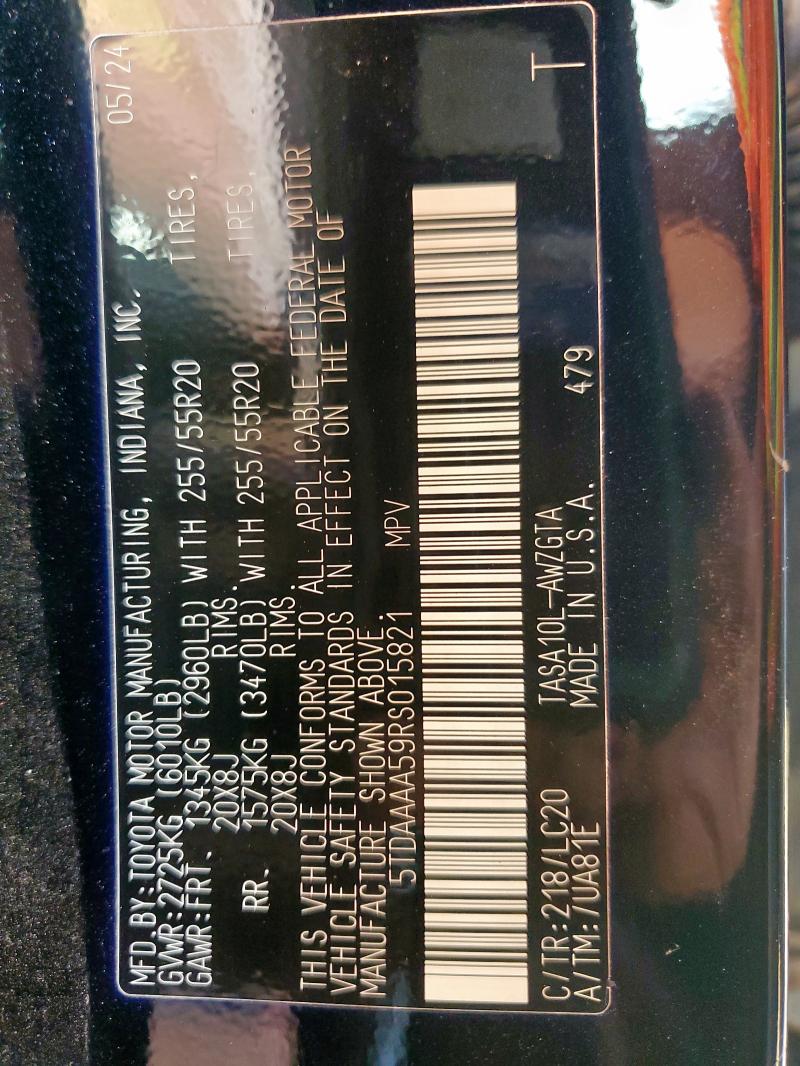 MFD.BY:TOYOTA MOTOR MANUFACTURING, INDIANA, INC. 05/24
GVWR:2725KG (6010LB)
GAWR:FRT. 1345KG (2960LB) WITH 255/55R20 TIRES,
20X8J RIMS.
RR. 1575KG (3470LB) WITH 255/55R20 TIRES,
20X8J RIMS.
THIS VEHICLE CONFORMS TO ALL APPLICABLE FEDERAL MOTOR
VEHICLE SAFETY STANDARDS IN EFFECT ON THE DATE OF
MANUFACTURE SHOWN ABOVE.
5TDAAAA59RS015821 MPV
C/TR:218/LC20 TASA10L-AWZGTA T
A/TM:/UA81E MADE IN U.S.A. 479